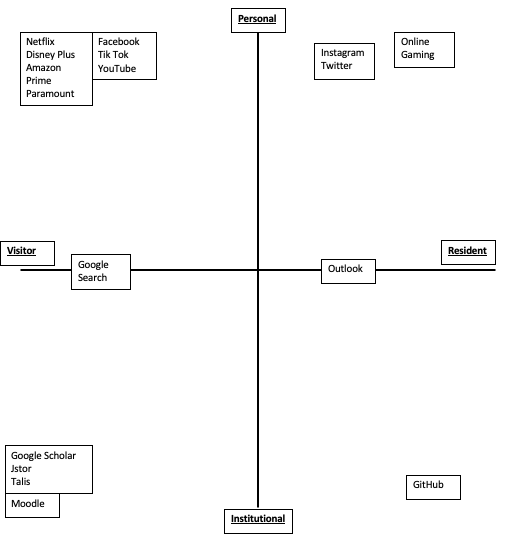 Personal
Netflix
Disney Plus
Amazon
Prime
Paramount
Facebook
Tik Tok
YouTube
Instagram
Twitter
Online
Gaming
Visitor
Resident
Google
Search
Outlook
Google Scholar
Jstor
Talis
Moodle
GitHub
Institutional